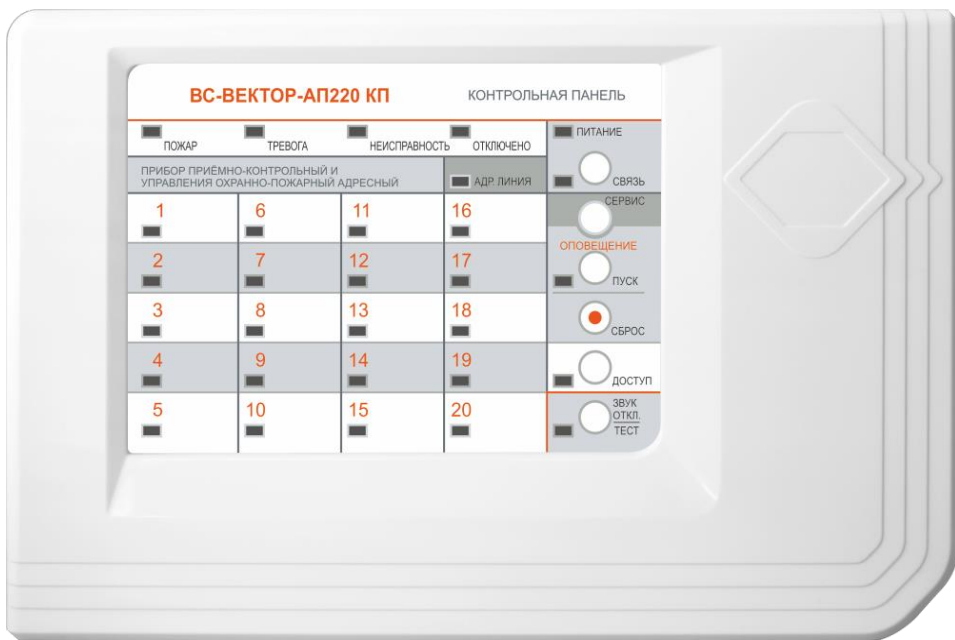 ВС-ВЕКТОР-АП220 КП
КОНТРОЛЬНАЯ ПАНЕЛЬ
ПОЖАР
ТРЕВОГА
НЕИСПРАВНОСТЬ
ОТКЛЮЧЕНО
ПИТАНИЕ
ПРИБОР ПРИЁМНО-КОНТРОЛЬНЫЙ И
УПРАВЛЕНИЯ ОХРАННО-ПОЖАРНЫЙ АДРЕСНЫЙ
АДР. ЛИНИЯ
СВЯЗЬ
1 6 11 16
СЕРВИС
2 7 12 17
ОПОВЕЩЕНИЕ
ПУСК
3 8 13 18
СБРОС
4 9 14 19
ДОСТУП
5 10 15 20
ЗВУК
ОТКЛ.
ТЕСТ